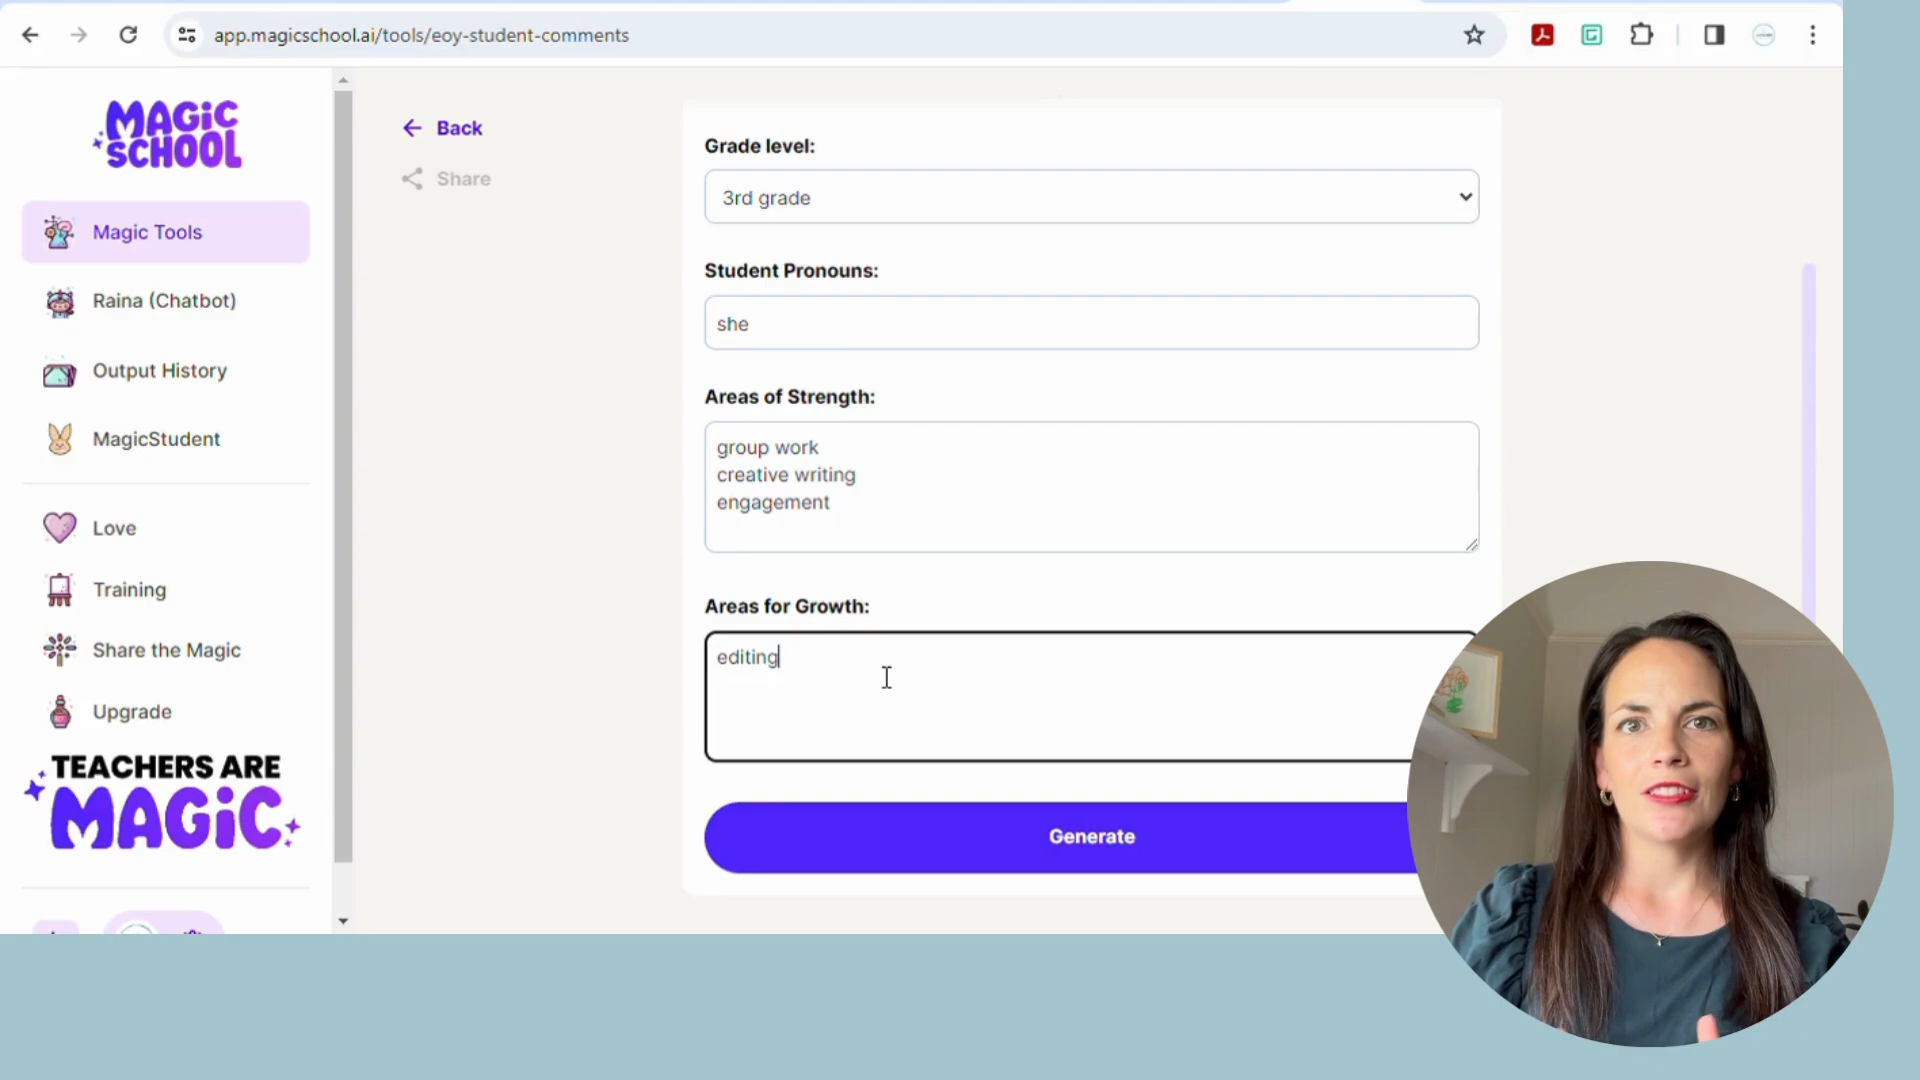 app.magicschool.ai/tools/eoy-student-comments
MAGIC
SCHOOL
Magic Tools
Raina (Chatbot)
Output History
MagicStudent
Love
Training
Share the Magic
Upgrade
TEACHERS ARE
MAGIC
Back
Share
Grade level:
3rd grade
Student Pronouns:
she
Areas of Strength:
group work
creative writing
engagement
Areas for Growth:
editing
Generate